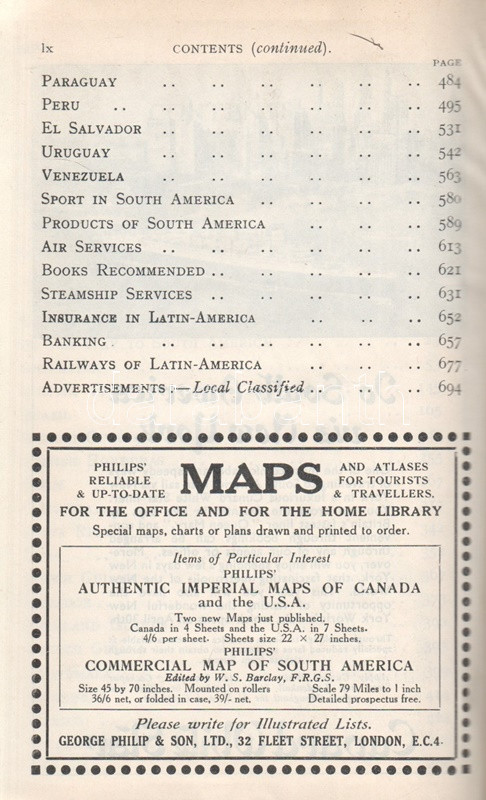 lx CONTENTS (continued).
PAGE
PARAGUAY .. .. .. .. .. .. 484
PERU .. .. .. .. .. .. .. 495
EL SALVADOR .. .. .. .. .. .. 531
URUGUAY .. .. .. .. .. .. 542
VENEZUELA .. .. .. .. .. .. 563
SPORT IN SOUTH AMERICA .. .. .. .. 580
PRODUCTS OF SOUTH AMERICA .. .. .. .. 589
AIR SERVICES .. .. .. .. .. .. 613
BOOKS RECOMMENDED .. .. .. .. .. 621
STEAMSHIP SERVICES .. .. .. .. .. 631
INSURANCE IN LATIN-AMERICA .. .. .. 652
BANKING .. .. .. .. .. .. 657
RAILWAYS OF LATIN-AMERICA .. .. .. 677
ADVERTISEMENTS.—Local Classified .. .. .. 694
PHILIPS' RELIABLE & UP-TO-DATE
MAPS
AND ATLASES FOR TOURISTS & TRAVELLERS.
FOR THE OFFICE AND FOR THE HOME LIBRARY
Special maps, charts or plans drawn and printed to order.
Items of Particular Interest
PHILIPS'
AUTHENTIC IMPERIAL MAPS OF CANADA
and the U.S.A.
Two new Maps just published.
Canada in 4 Sheets and the U.S.A. in 7 Sheets.
4/6 per sheet. Sheets size 22 × 27 inches.
PHILIPS'
COMMERCIAL MAP OF SOUTH AMERICA
Edited by W. S. Barclay, F.R.G.S.
Size 45 by 70 inches. Mounted on rollers Scale 79 Miles to 1 inch
36/6 net, or folded in case, 39/- net. Detailed prospectus free.
Please write for Illustrated Lists.
GEORGE PHILIP & SON, LTD., 32 FLEET STREET, LONDON, E.C.4.